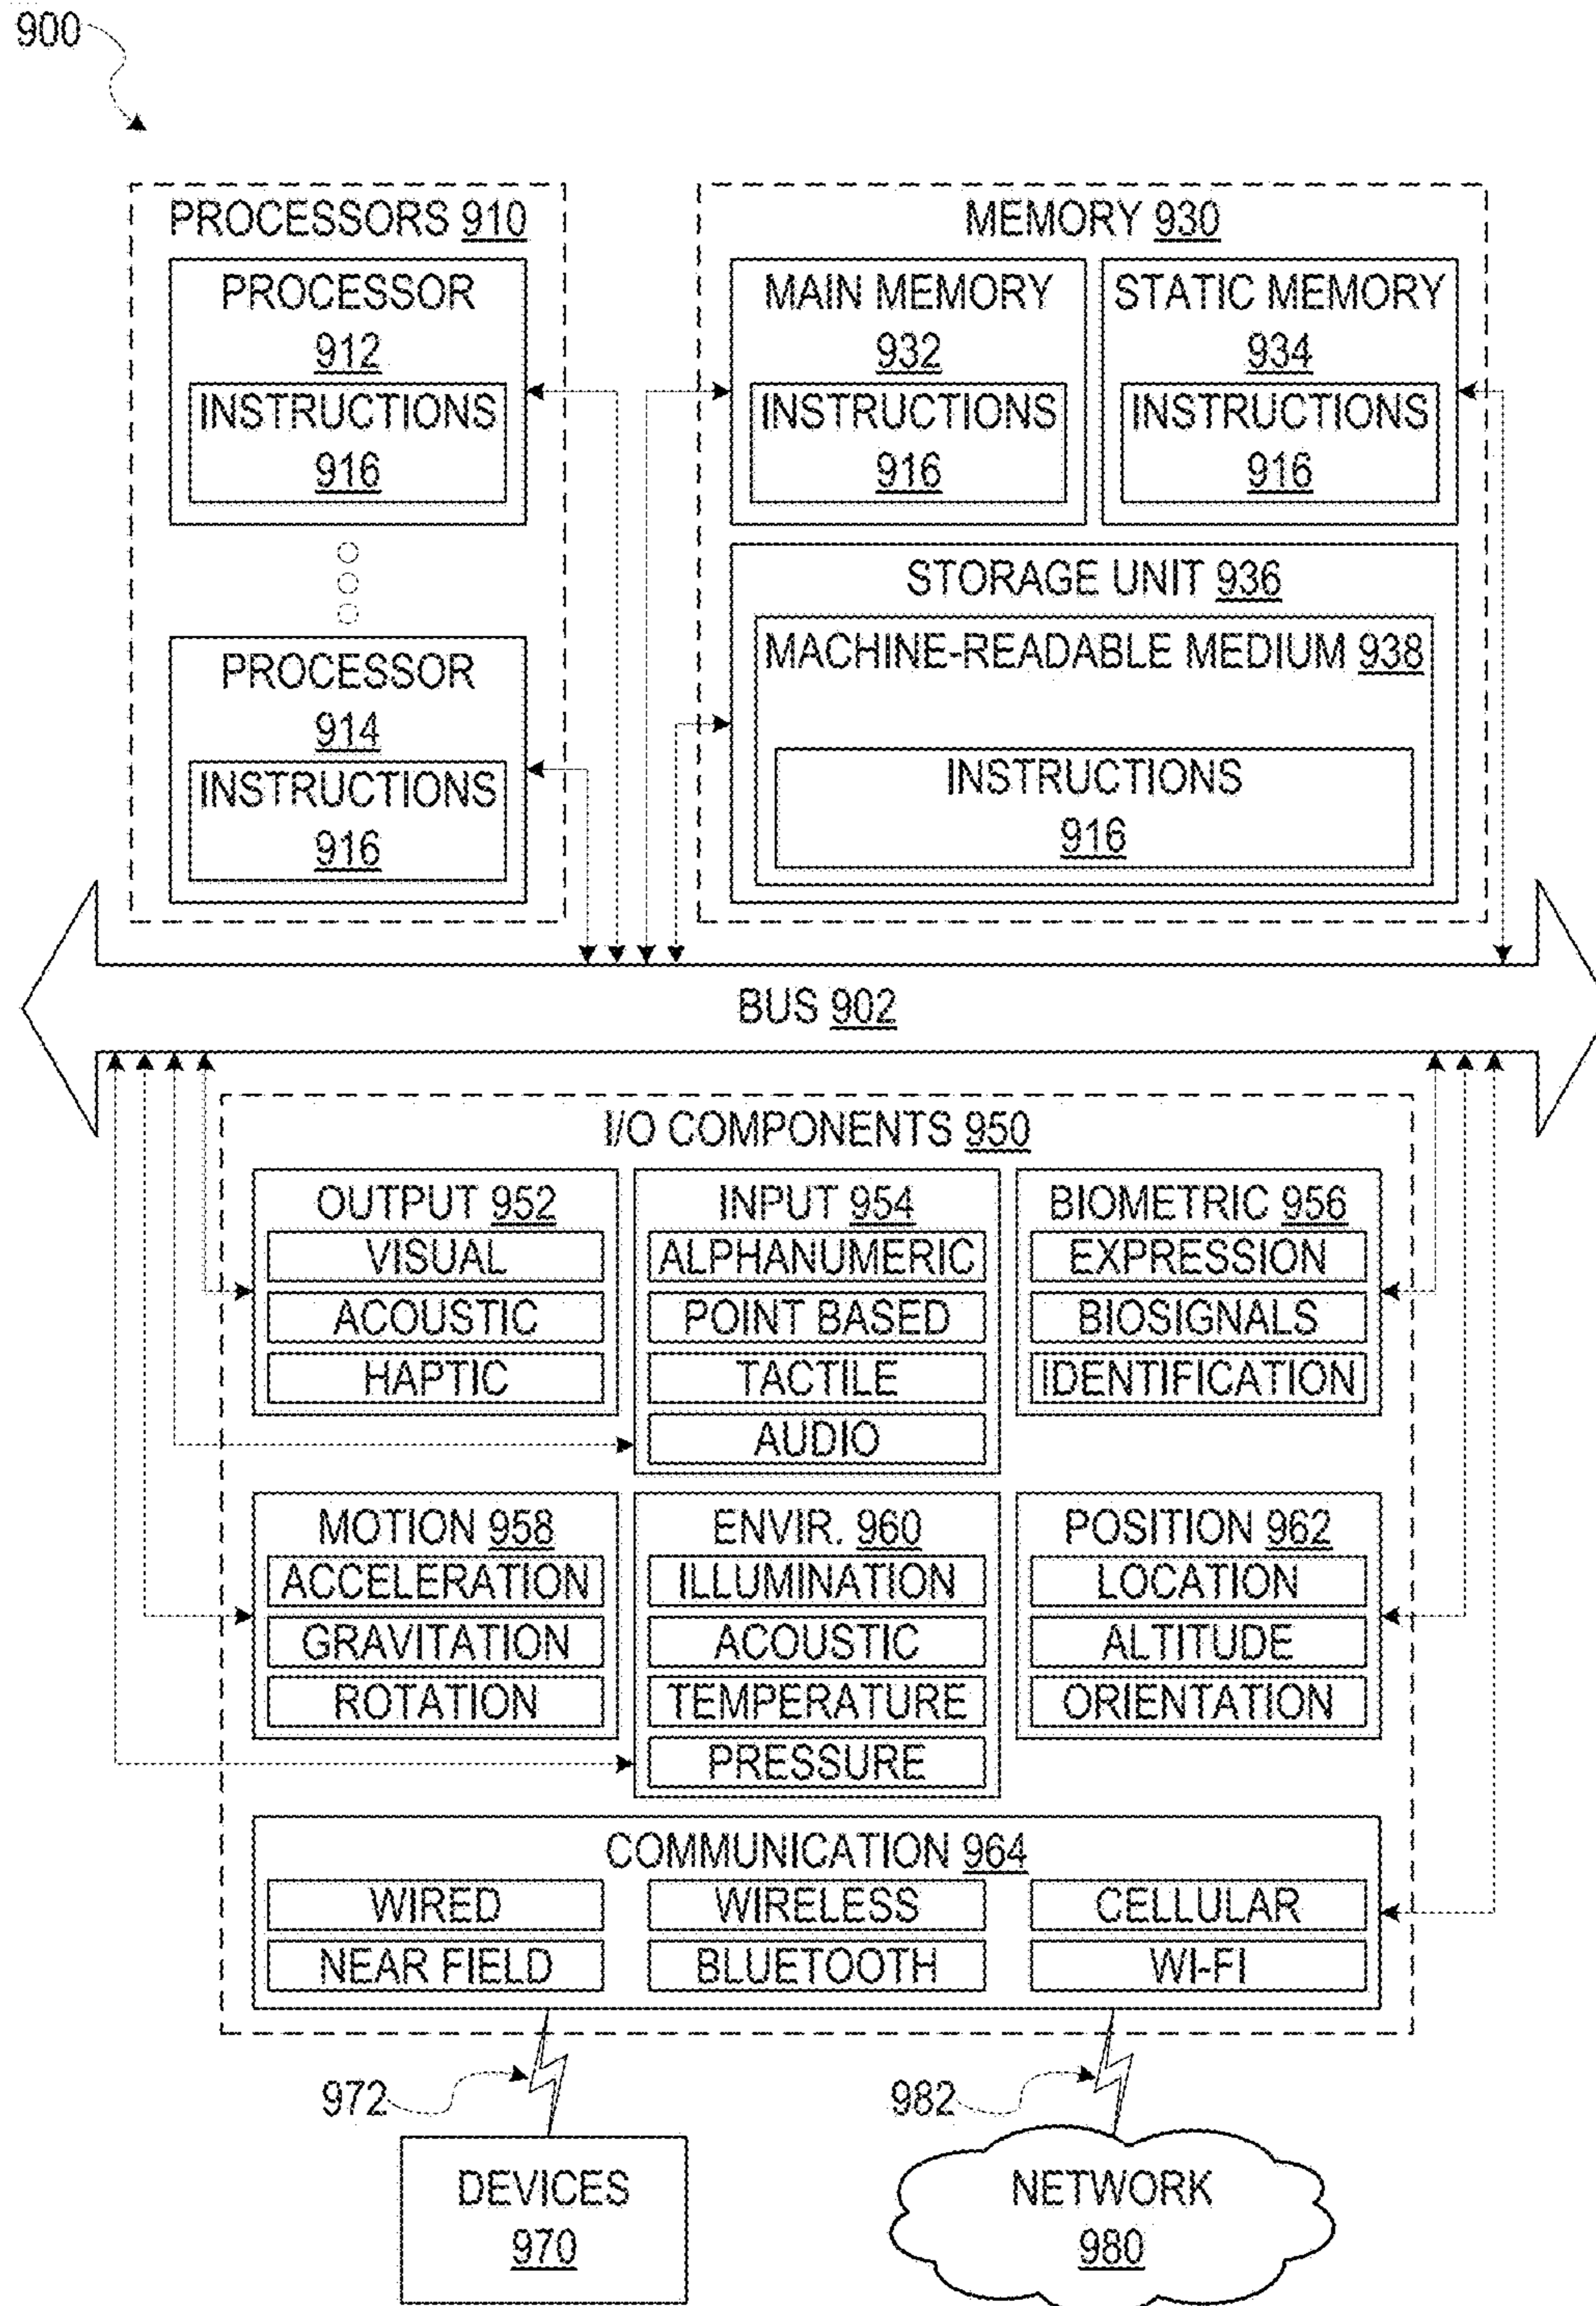 900
PROCESSORS 910
PROCESSOR
912
INSTRUCTIONS
916
PROCESSOR
914
INSTRUCTIONS
916
MEMORY 930
MAIN MEMORY
932
INSTRUCTIONS
916
STATIC MEMORY
934
INSTRUCTIONS
916
STORAGE UNIT 936
MACHINE-READABLE MEDIUM 938
INSTRUCTIONS
916
BUS 902
I/O COMPONENTS 950
OUTPUT 952
VISUAL
ACOUSTIC
HAPTIC
INPUT 954
ALPHANUMERIC
POINT BASED
TACTILE
AUDIO
BIOMETRIC 956
EXPRESSION
BIOSIGNALS
IDENTIFICATION
MOTION 958
ACCELERATION
GRAVITATION
ROTATION
ENVIR. 960
ILLUMINATION
ACOUSTIC
TEMPERATURE
PRESSURE
POSITION 962
LOCATION
ALTITUDE
ORIENTATION
COMMUNICATION 964
WIRED
WIRELESS
CELLULAR
NEAR FIELD
BLUETOOTH
WI-FI
972
982
DEVICES
970
NETWORK
980